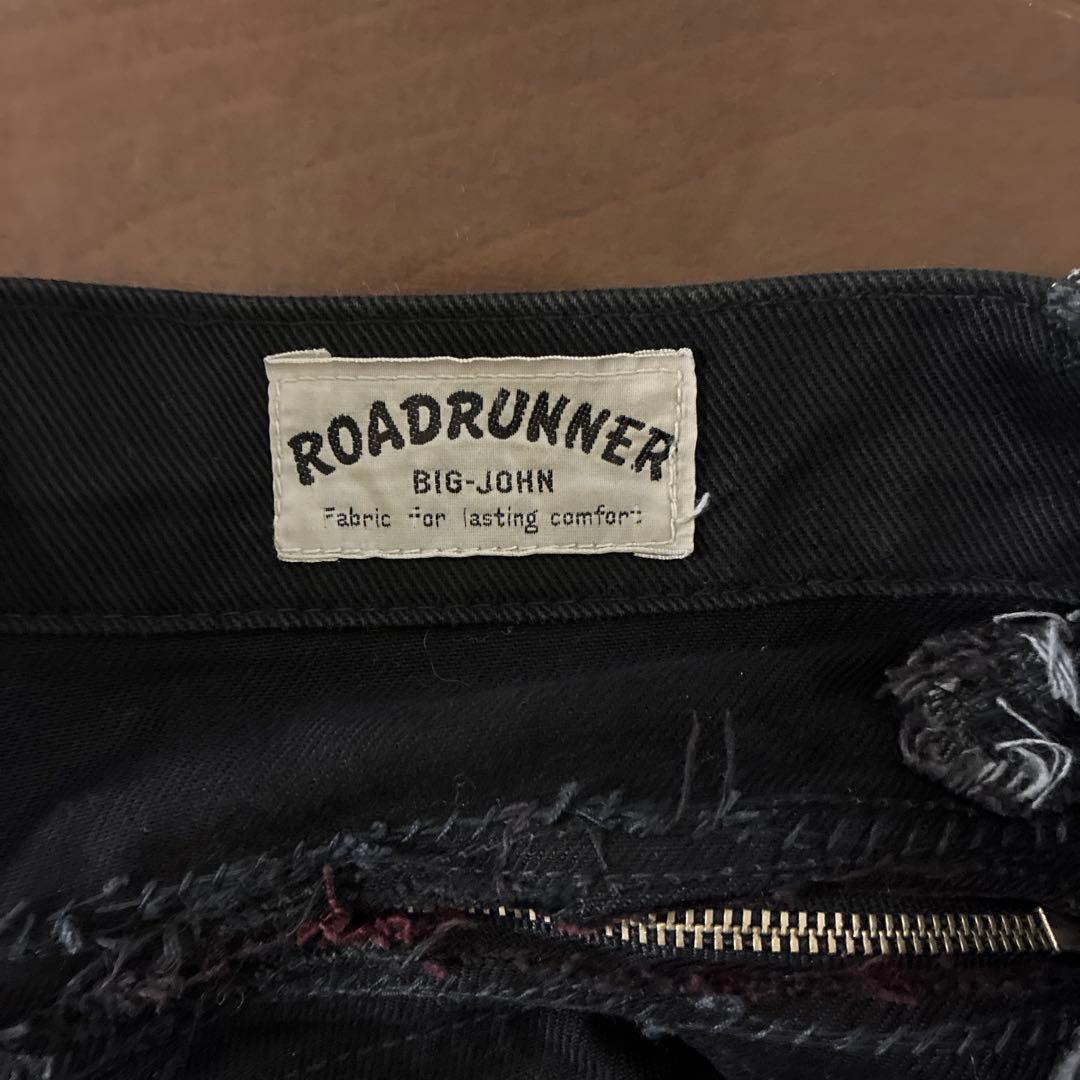 ROADRUNNER
BIG-JOHN
Fabric for lasting comfort